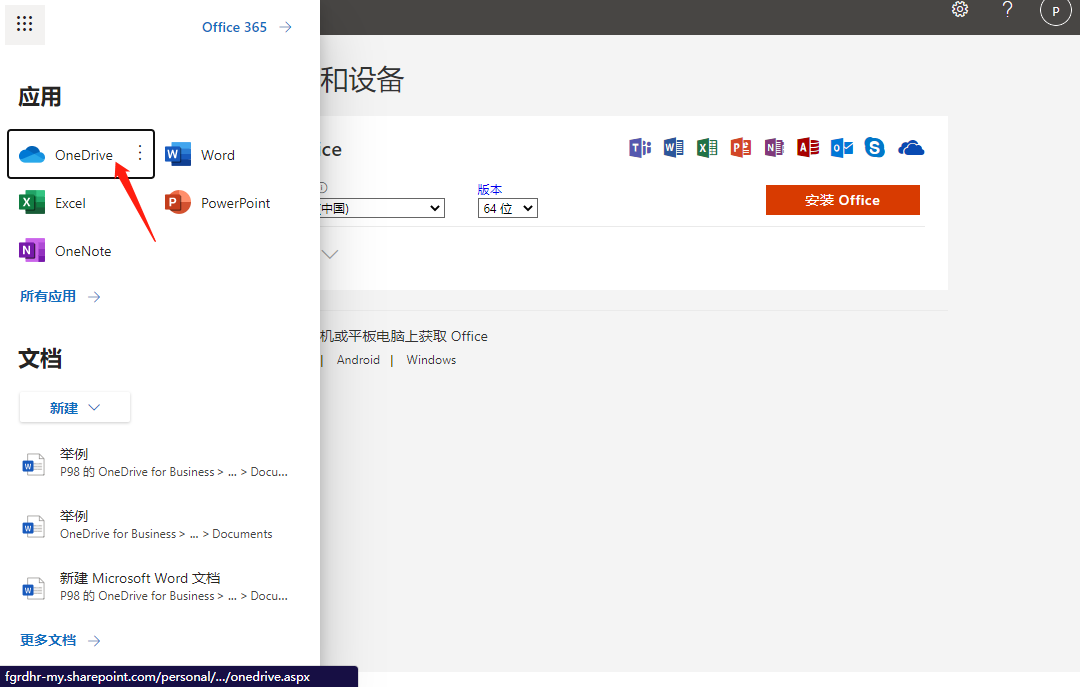 Office 365
P
应用
OneDrive
Word
Excel
PowerPoint
OneNote
所有应用
文档
新建
举例
P98 的 OneDrive for Business > ... > Docu...
举例
OneDrive for Business > ... > Documents
新建 Microsoft Word 文档
P98 的 OneDrive for Business > ... > Docu...
更多文档
fgrdhr-my.sharepoint.com/personal/.../onedrive.aspx
和设备
ice
版本
(中国)
64 位
安装 Office
机或平板电脑上获取 Office
| Android | Windows